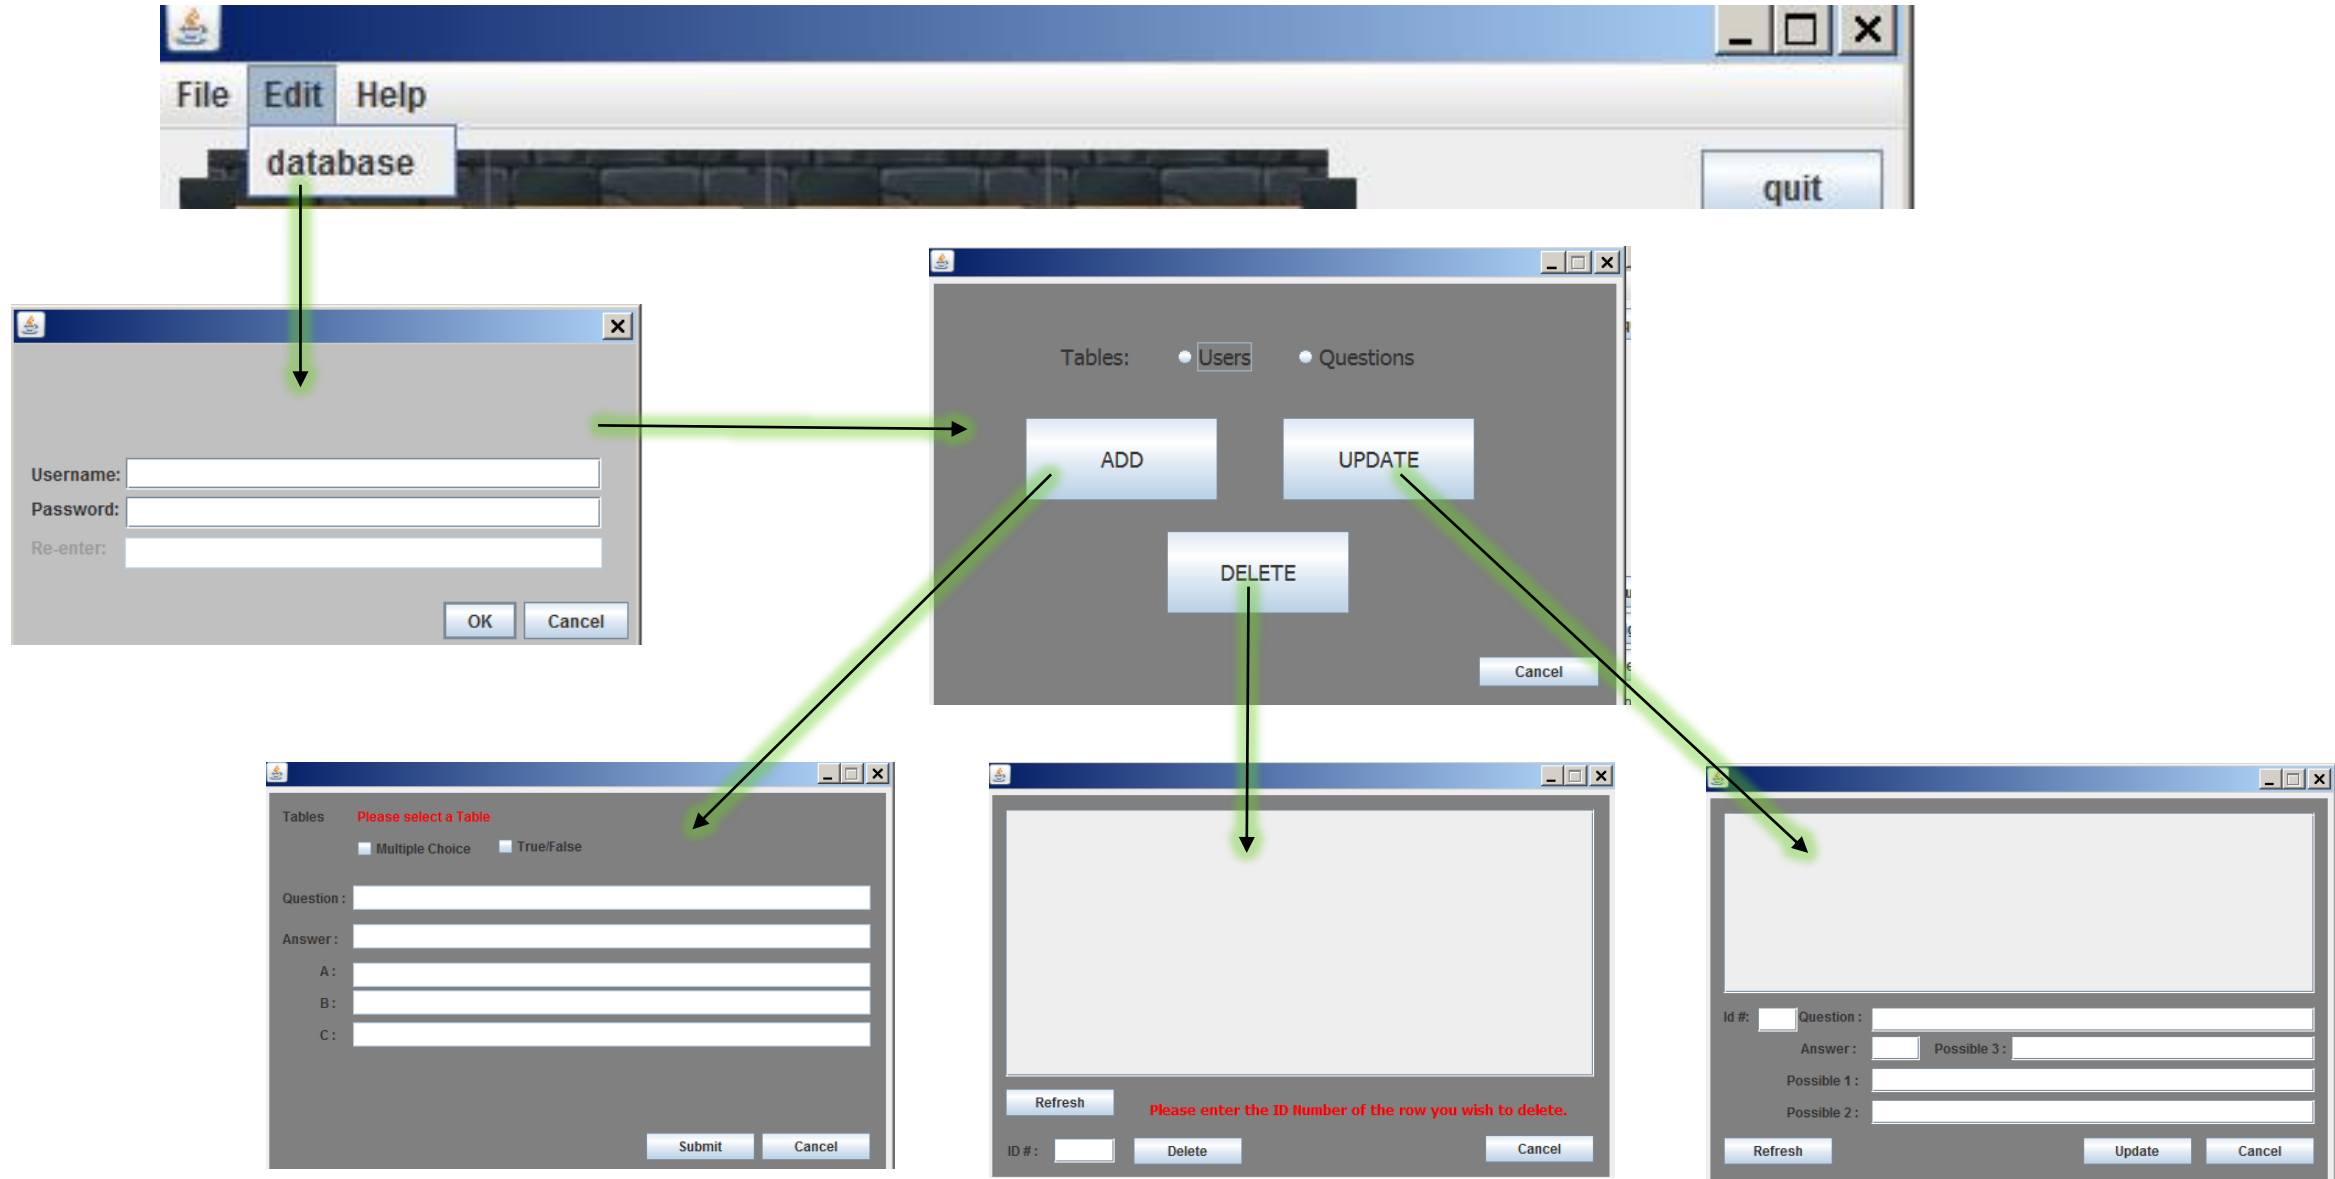 File Edit Help
database
quit
Username:
Password:
Re-enter:
OK Cancel
Tables: Users Questions
ADD UPDATE
DELETE
Cancel
Tables Please select a Table
Multiple Choice True/False
Question :
Answer :
A :
B :
C :
Submit Cancel
Refresh
Please enter the ID Number of the row you wish to delete.
ID # : Delete Cancel
Id #: Question :
Answer : Possible 3 :
Possible 1 :
Possible 2 :
Refresh Update Cancel